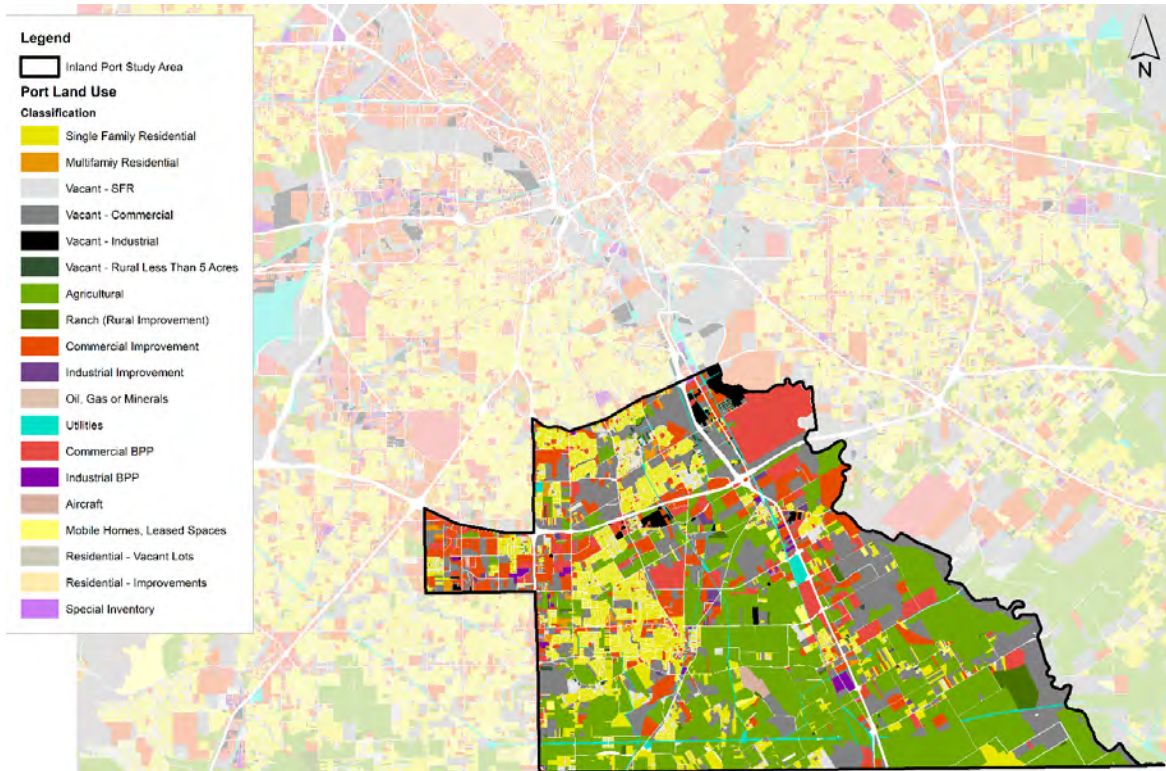 Legend
Inland Port Study Area
Port Land Use
Classification
Single Family Residential
Multifamiy Residential
Vacant - SFR
Vacant - Commercial
Vacant - Industrial
Vacant - Rural Less Than 5 Acres
Agricultural
Ranch (Rural Improvement)
Commercial Improvement
Industrial Improvement
Oil, Gas or Minerals
Utilities
Commercial BPP
Industrial BPP
Aircraft
Mobile Homes, Leased Spaces
Residential - Vacant Lots
Residential - Improvements
Special Inventory
N